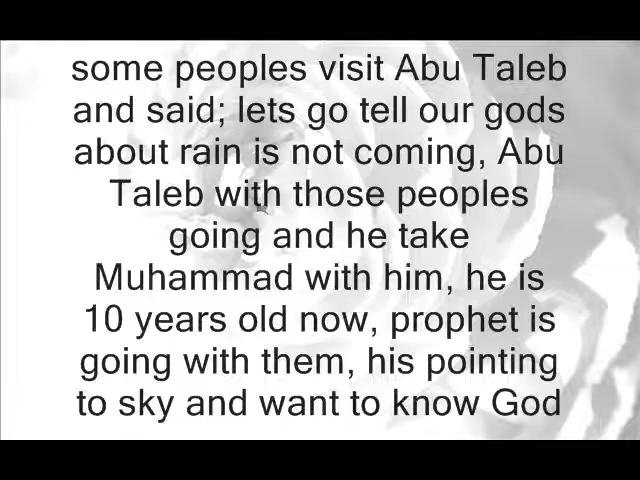 some peoples visit Abu Taleb
and said; lets go tell our gods
about rain is not coming, Abu
Taleb with those peoples
going and he take
Muhammad with him, he is
10 years old now, prophet is
going with them, his pointing
to sky and want to know God